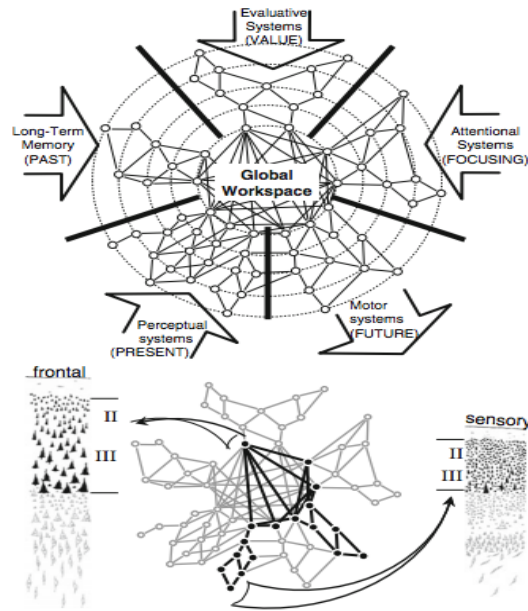 Evaluative
Systems
(VALUE)
Long-Term
Memory
(PAST)
Attentional
Systems
(FOCUSING)
Global
Workspace
Perceptual
systems
(PRESENT)
Motor
systems
(FUTURE)
frontal
II
III
sensory
II
III